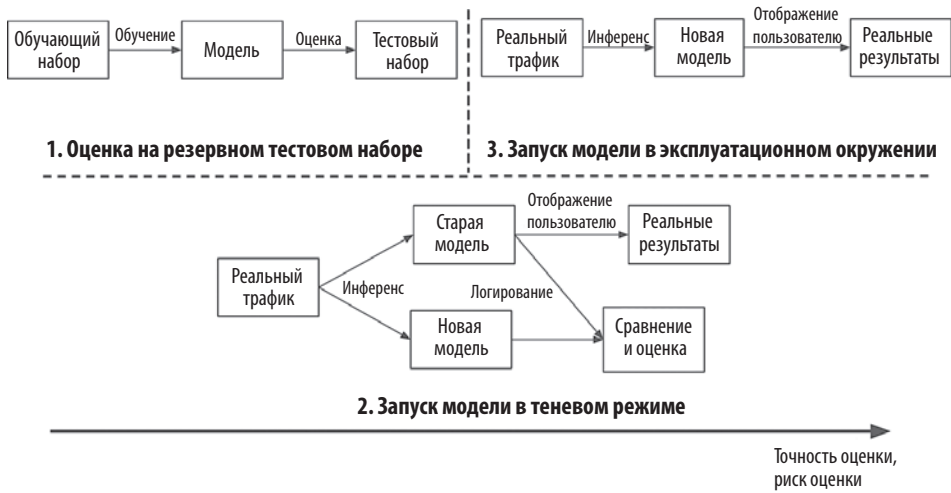 Обучающий
набор
Обучение
Модель
Оценка
Тестовый
набор
1. Оценка на резервном тестовом наборе
Реальный
трафик
Инференс
Новая
модель
Отображение
пользователю
Реальные
результаты
3. Запуск модели в эксплуатационном окружении
Реальный
трафик
Инференс
Старая
модель
Отображение
пользователю
Реальные
результаты
Новая
модель
Логирование
Сравнение
и оценка
2. Запуск модели в теневом режиме
Точность оценки,
риск оценки